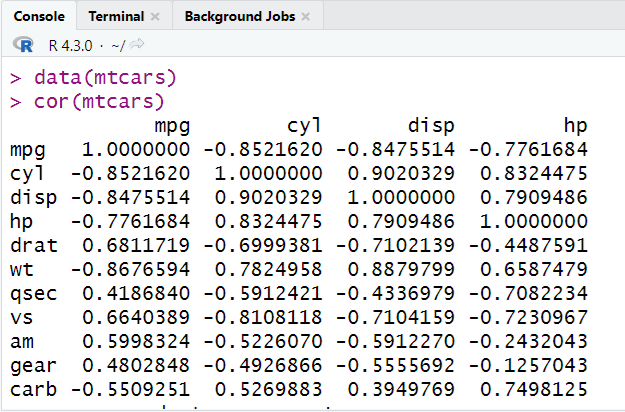 Console Terminal Background Jobs
R R 4.3.0 · ~/
> data(mtcars)
> cor(mtcars)
mpg cyl disp hp
mpg 1.0000000 -0.8521620 -0.8475514 -0.7761684
cyl -0.8521620 1.0000000 0.9020329 0.8324475
disp -0.8475514 0.9020329 1.0000000 0.7909486
hp -0.7761684 0.8324475 0.7909486 1.0000000
drat 0.6811719 -0.6999381 -0.7102139 -0.4487591
wt -0.8676594 0.7824958 0.8879799 0.6587479
qsec 0.4186840 -0.5912421 -0.4336979 -0.7082234
vs 0.6640389 -0.8108118 -0.7104159 -0.7230967
am 0.5998324 -0.5226070 -0.5912270 -0.2432043
gear 0.4802848 -0.4926866 -0.5555692 -0.1257043
carb -0.5509251 0.5269883 0.3949769 0.7498125